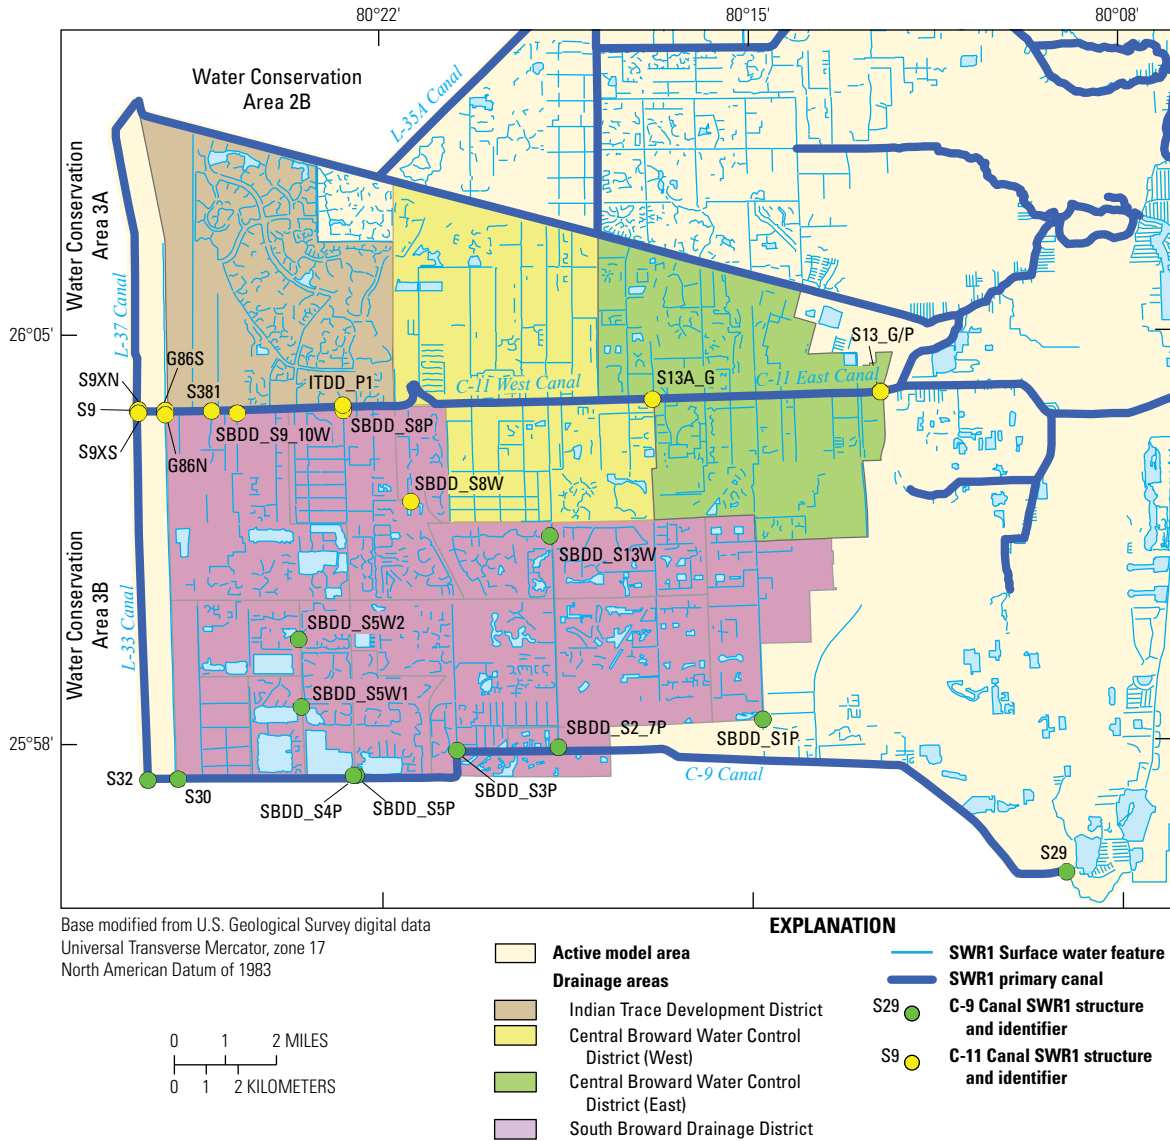 80°22'
80°15'
80°08'
Water Conservation
Area 2B
L-35A Canal
Water Conservation
Area 3A
L-37 Canal
26°05'
S13_G/P
G86S
S9XN
S381
ITDD_P1
C-11 West Canal
S13A_G
C-11 East Canal
S9
SBDD_S9_10W
SBDD_S8P
S9XS
G86N
SBDD_S8W
SBDD_S13W
Water Conservation
Area 3B
L-33 Canal
SBDD_S5W2
SBDD_S5W1
SBDD_S2_7P
SBDD_S1P
25°58'
S32
S30
SBDD_S4P
SBDD_S5P
SBDD_S3P
C-9 Canal
S29
Base modified from U.S. Geological Survey digital data
Universal Transverse Mercator, zone 17
North American Datum of 1983
0 1 2 MILES
0 1 2 KILOMETERS
EXPLANATION
Active model area
Drainage areas
Indian Trace Development District
Central Broward Water Control
District (West)
Central Broward Water Control
District (East)
South Broward Drainage District
SWR1 Surface water feature
SWR1 primary canal
S29
C-9 Canal SWR1 structure
and identifier
S9
C-11 Canal SWR1 structure
and identifier